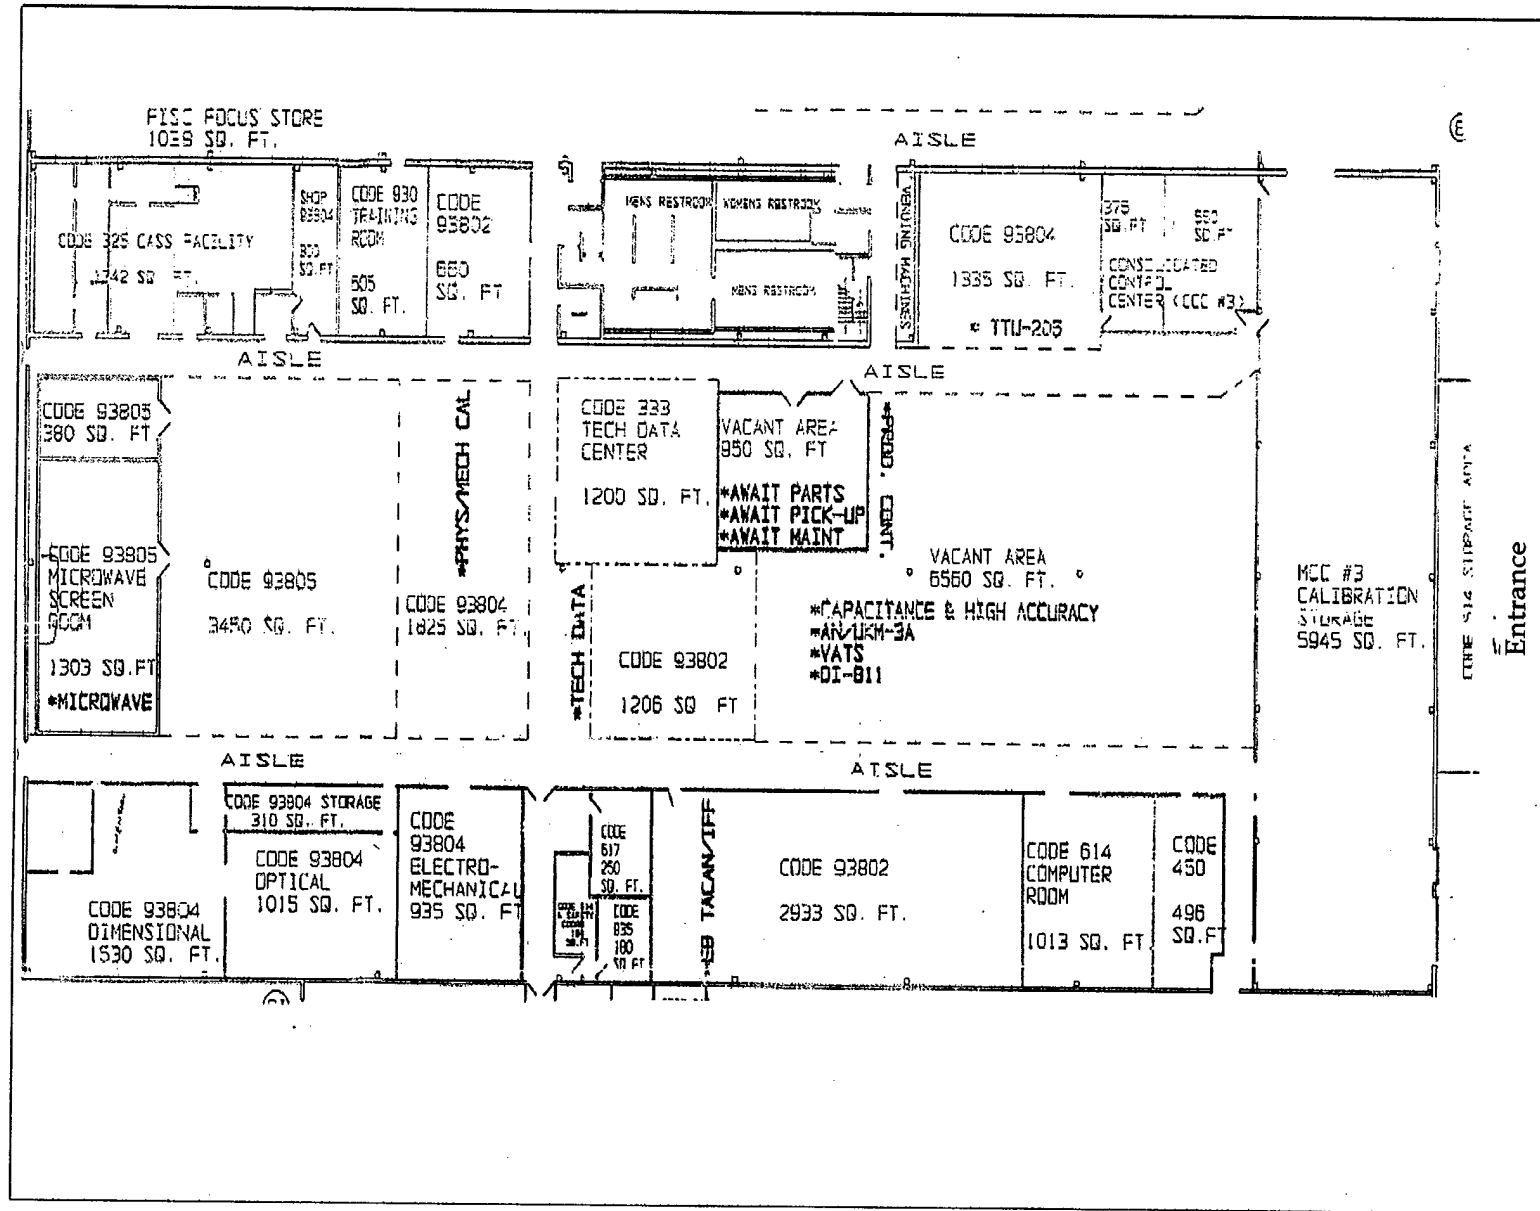 FISC FOCUS STORE
SQ. FT.
AISLE
CODE 325 CASS FACILITY
SQ FT.
SHOP
93804
SQ.FT
CODE 930
TRAINING
ROOM
605
SQ. FT.
CODE
93802
660
SQ. FT
MENS RESTROOM
WOMENS RESTROOM
MENS RESTROOM
VENDING MACHINES
CODE 93804
1335 SQ. FT.
* TTU-205
375
SQ.FT
SQ.FT
CONSOLIDATED
CONTROL
CENTER (CCC #3)
AISLE
AISLE
CODE 93805
380 SQ. FT
CODE 93805
MICROWAVE
SCREEN
ROOM
1303 SQ.FT
*MICROWAVE
CODE 93805
3450 SQ. FT.
*PHYS/MECH CAL
CODE 93804
1825 SQ. FT.
CODE 333
TECH DATA
CENTER
1200 SQ. FT.
VACANT AREA
950 SQ. FT
*AWAIT PARTS
*AWAIT PICK-UP
*AWAIT MAINT
*PROD. CONT.
*TECH DATA
CODE 93802
1206 SQ FT
VACANT AREA
6560 SQ. FT.
*CAPACITANCE & HIGH ACCURACY
*AN/UKM-3A
*VATS
*DI-811
MCC #3
CALIBRATION
STORAGE
5945 SQ. FT.
CODE 514 STORAGE AREA
Entrance
AISLE
AISLE
CODE 93804
DIMENSIONAL
1530 SQ. FT.
CODE 93804 STORAGE
310 SQ. FT.
CODE 93804
OPTICAL
1015 SQ. FT.
CODE
93804
ELECTRO-
MECHANICAL
935 SQ. FT
CODE
617
250
SQ. FT.
CODE
835
180
SQ FT
TACAN/IFF
CODE 93802
2933 SQ. FT.
CODE 614
COMPUTER
ROOM
1013 SQ. FT
CODE
450
496
SQ.FT